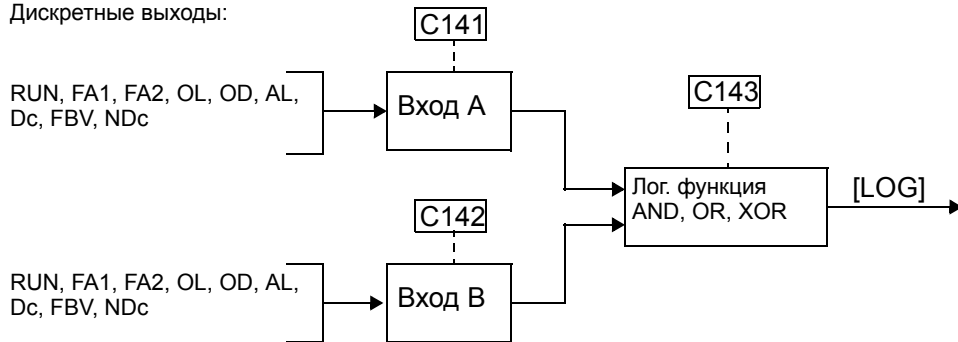 Дискретные выходы:
C141
RUN, FA1, FA2, OL, OD, AL,
Dc, FBV, NDc
Вход A
C143
Лог. функция
AND, OR, XOR
[LOG]
C142
RUN, FA1, FA2, OL, OD, AL,
Dc, FBV, NDc
Вход B